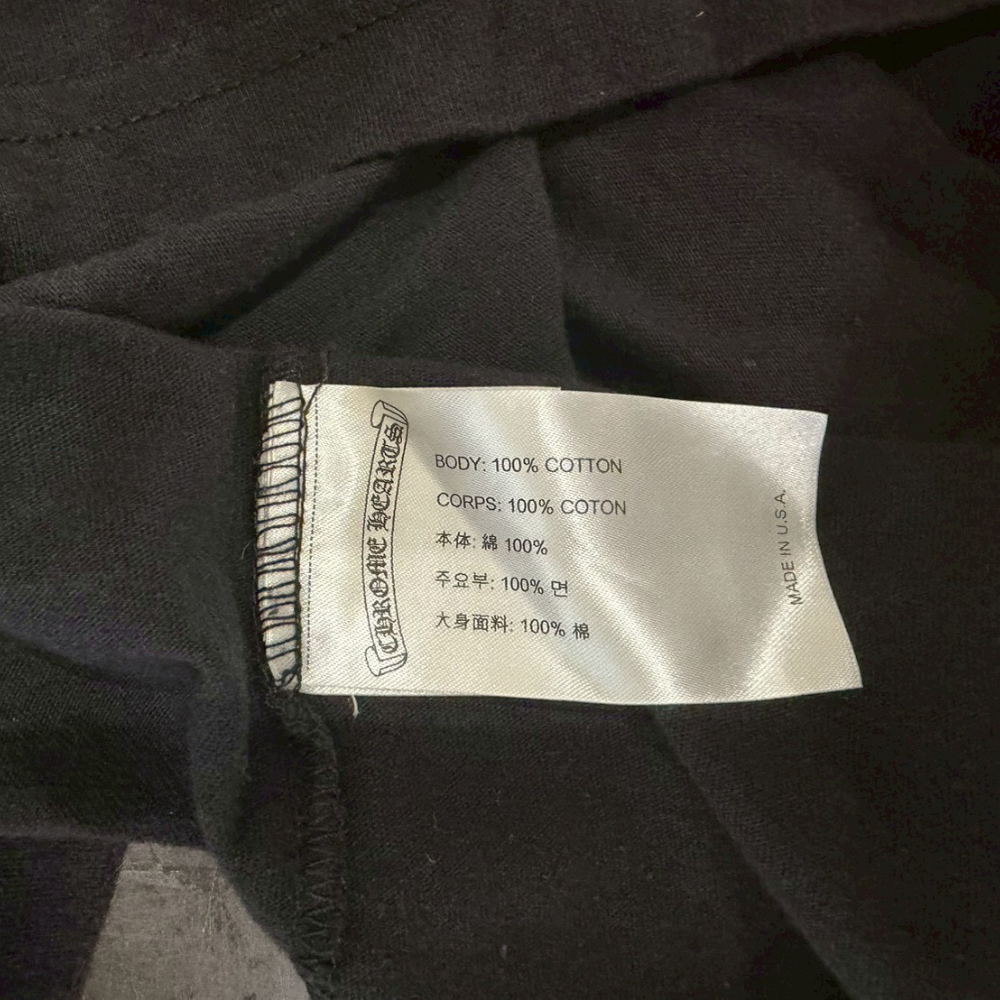 CHROME HEARTS
BODY: 100% COTTON
CORPS: 100% COTON
本体: 綿 100%
주요부: 100% 면
大身面料: 100% 棉
MADE IN U.S.A.